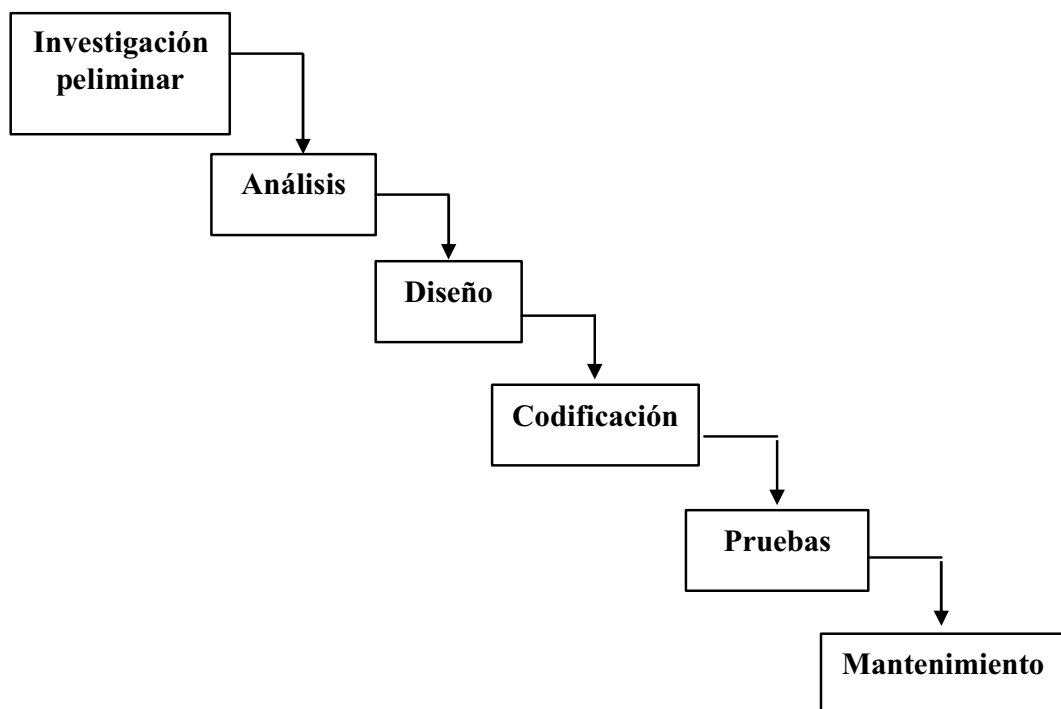 Investigación
peliminar
Análisis
Diseño
Codificación
Pruebas
Mantenimiento